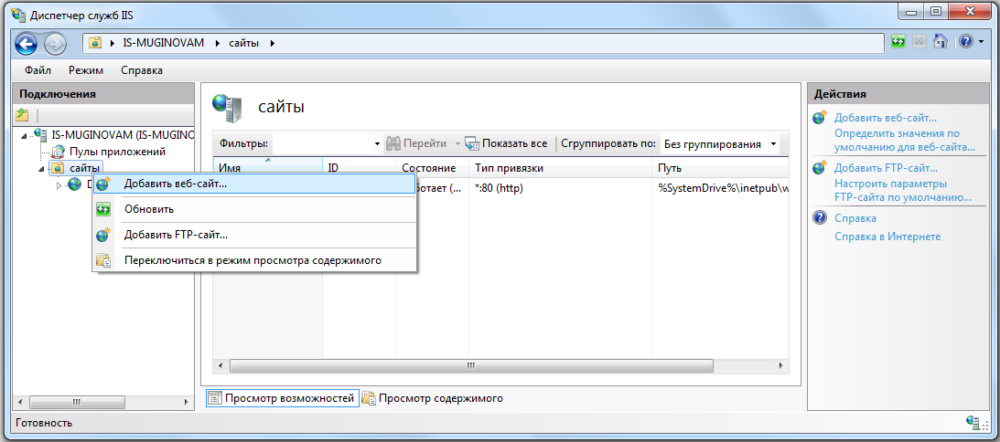 Диспетчер служб IIS
IS-MUGINOVAM сайты
Файл Режим Справка
Подключения
IS-MUGINOVAM (IS-MUGINO
Пулы приложений
сайты
Добавить веб-сайт...
Обновить
Добавить FTP-сайт...
Переключиться в режим просмотра содержимого
сайты
Фильтры: Перейти Показать все Сгруппировать по: Без группирования
Имя ID Состояние Тип привязки Путь
ботает (... *:80 (http) %SystemDrive%\inetpub\w
Просмотр возможностей Просмотр содержимого
Действия
Добавить веб-сайт...
Определить значения по
умолчанию для веб-сайта...
Добавить FTP-сайт...
Настроить параметры
FTP-сайта по умолчанию...
Справка
Справка в Интернете
Готовность